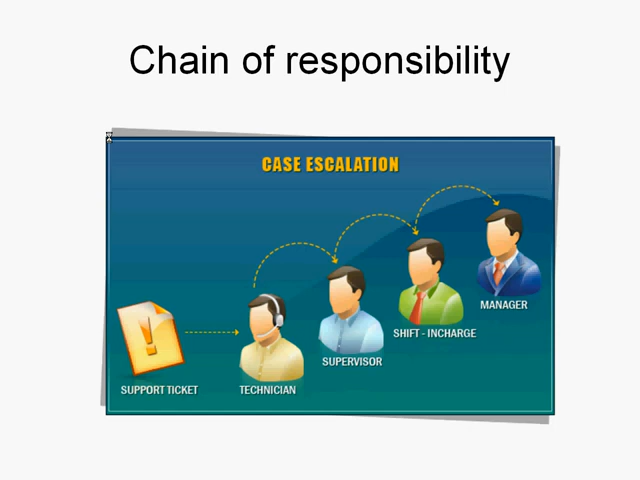 Chain of responsibility
CASE ESCALATION
MANAGER
SHIFT - INCHARGE
SUPERVISOR
SUPPORT TICKET
TECHNICIAN